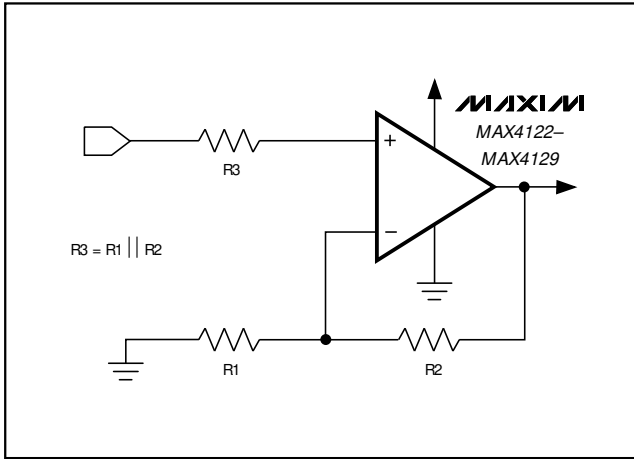 MAXIM
MAX4122–
MAX4129
+
R3
−
R3 = R1 || R2
R1
R2